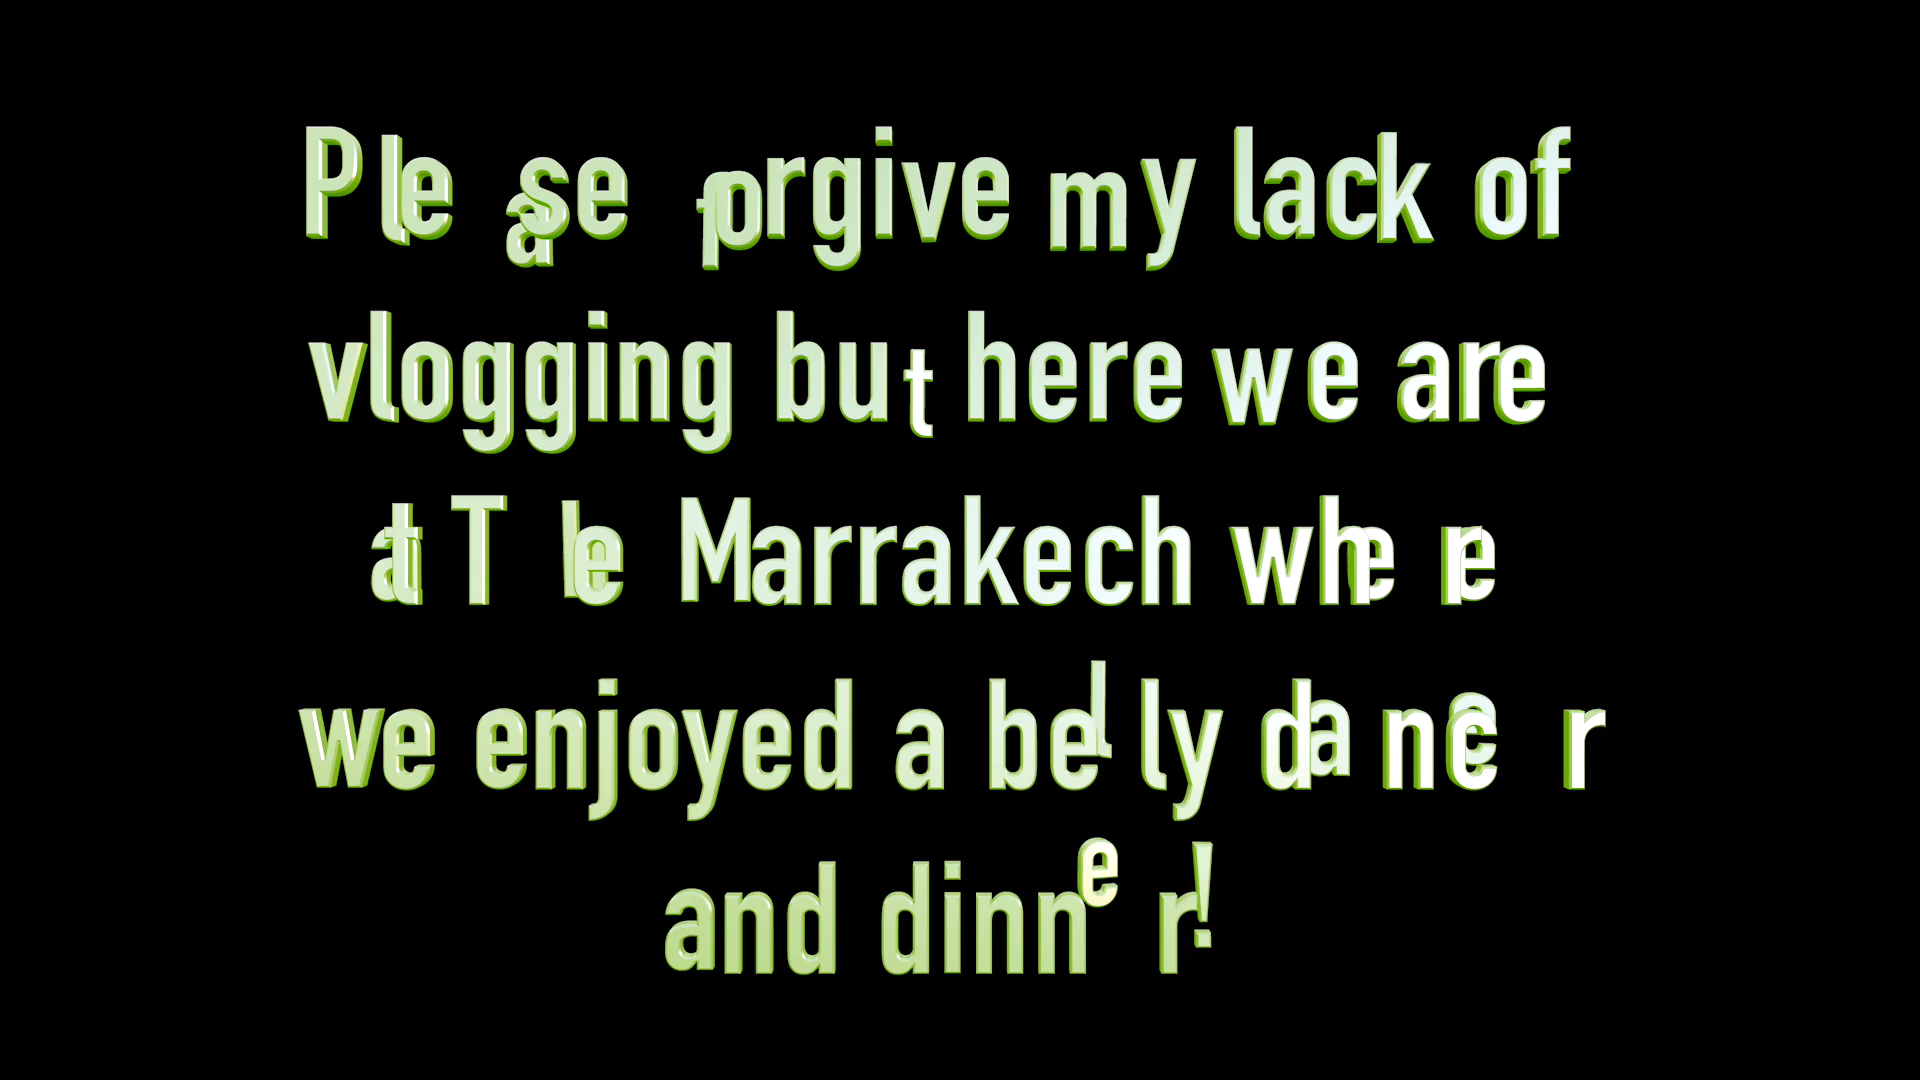 Please forgive my lack of
vlogging but here we are
at The Marrakech where
we enjoyed a belly dancer
and dinner!